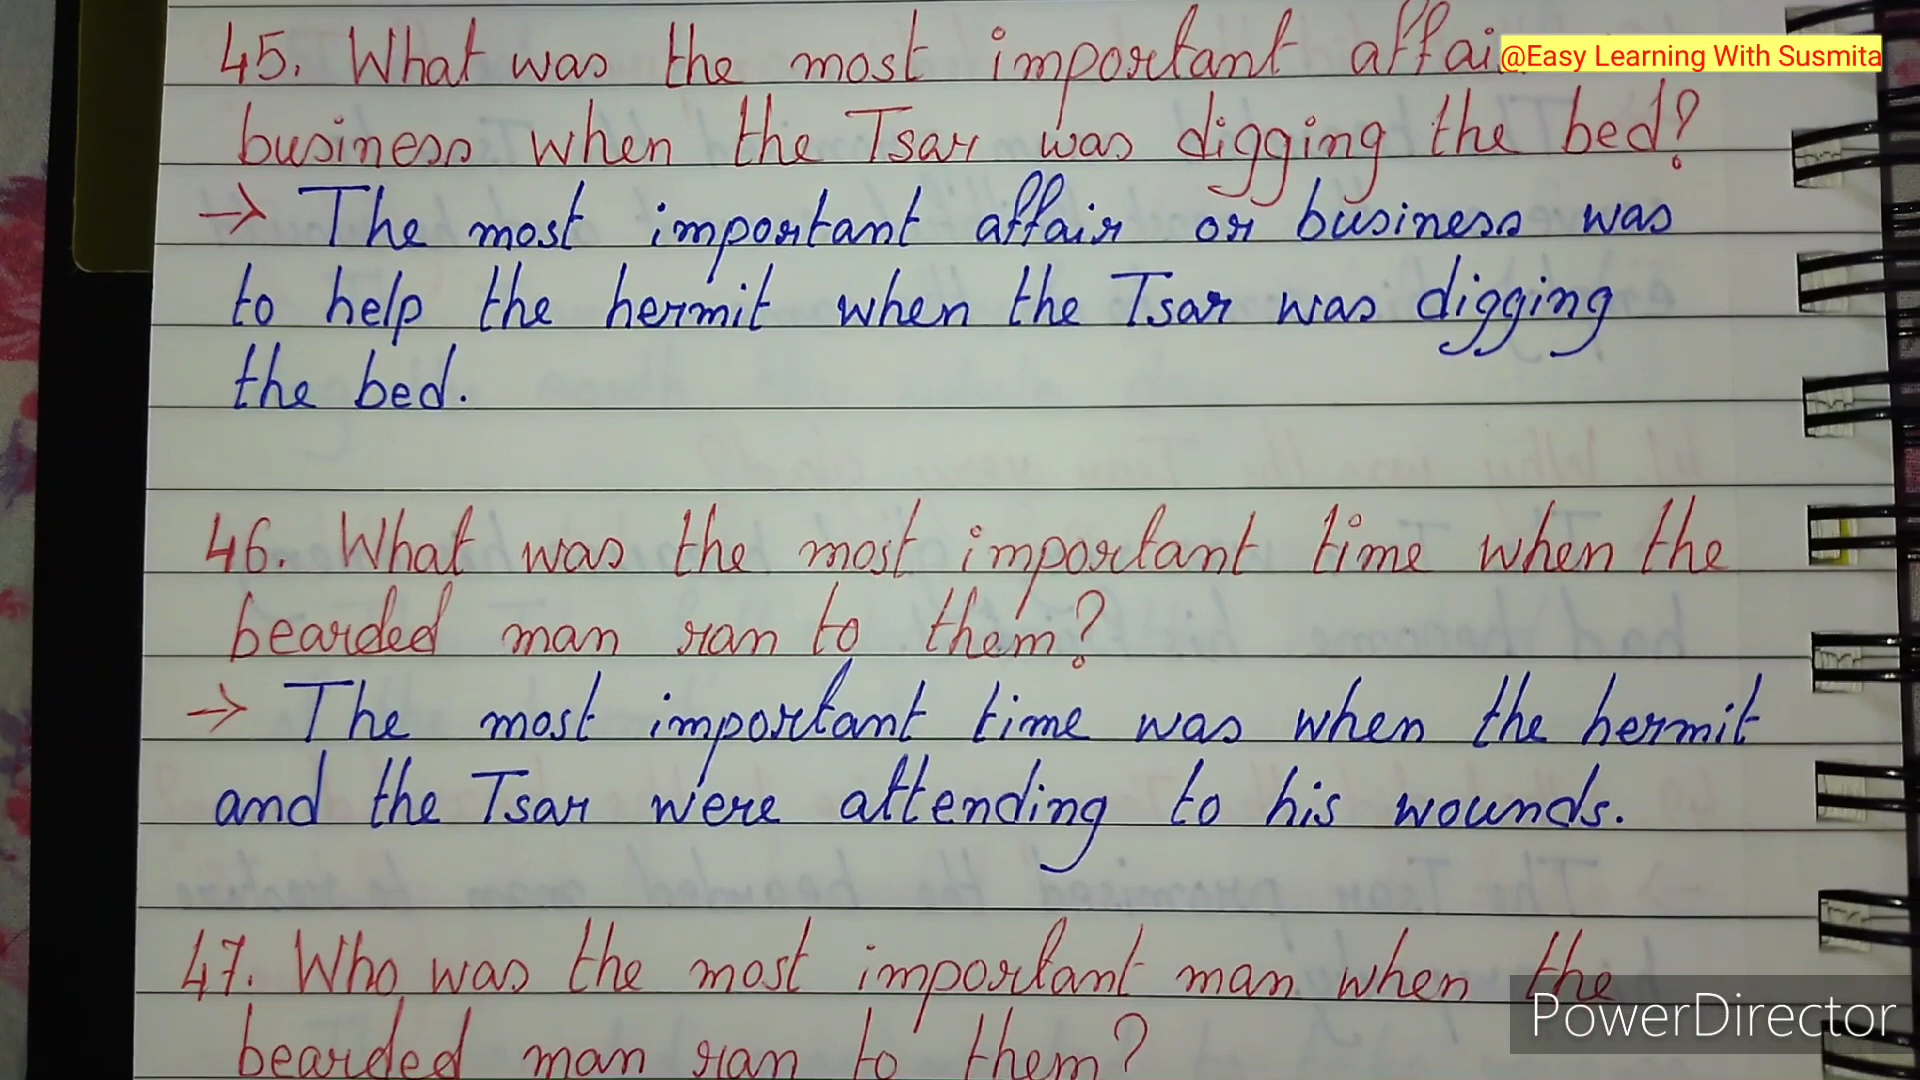 45. What was the most important affai
@Easy Learning With Susmita
business when the Tsar was digging the bed?
→ The most important affair or business was
to help the hermit when the Tsar was digging
the bed.
46. What was the most important time when the
bearded man ran to them?
→ The most important time was when the hermit
and the Tsar were attending to his wounds.
47. Who was the most important man when the
PowerDirector
bearded man ran to them?